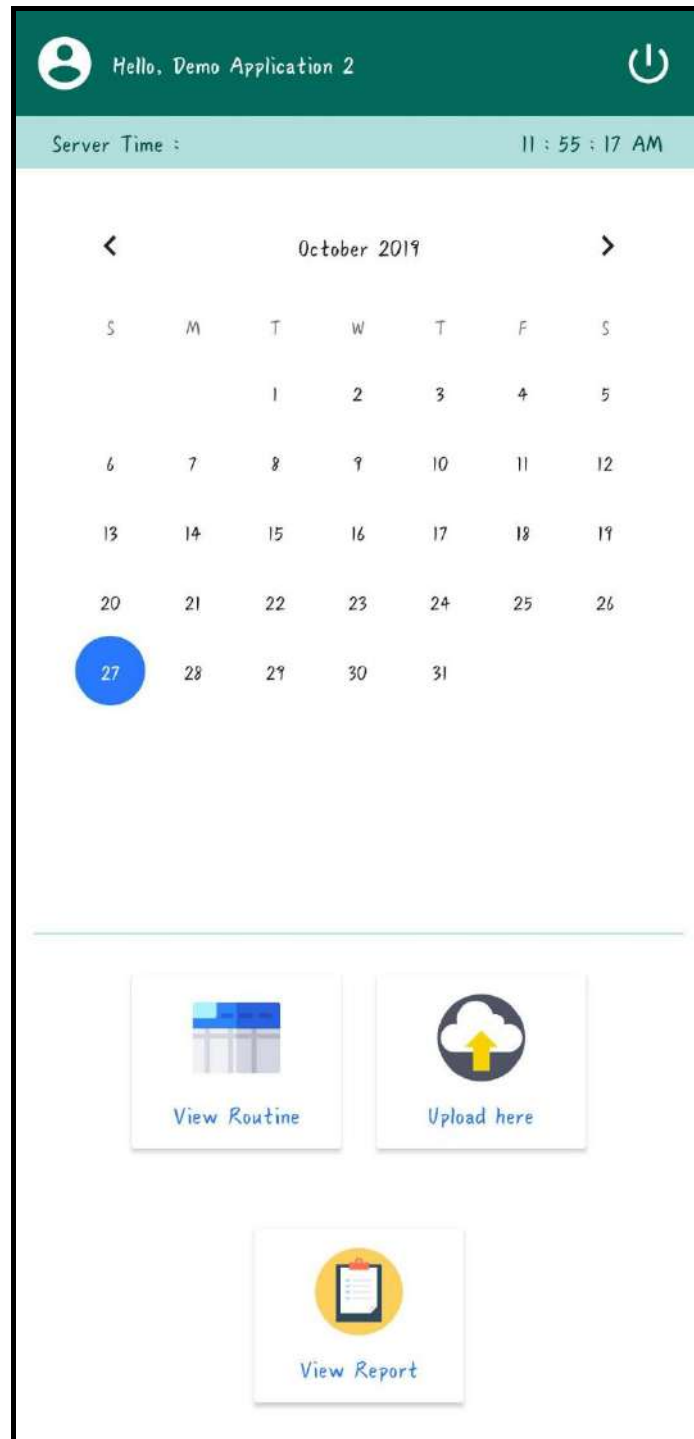 Hello, Demo Application 2
Server Time : 11 : 55 : 17 AM
October 2019
S M T W T F S
1 2 3 4 5
6 7 8 9 10 11 12
13 14 15 16 17 18 19
20 21 22 23 24 25 26
27 28 29 30 31
View Routine Upload here
View Report